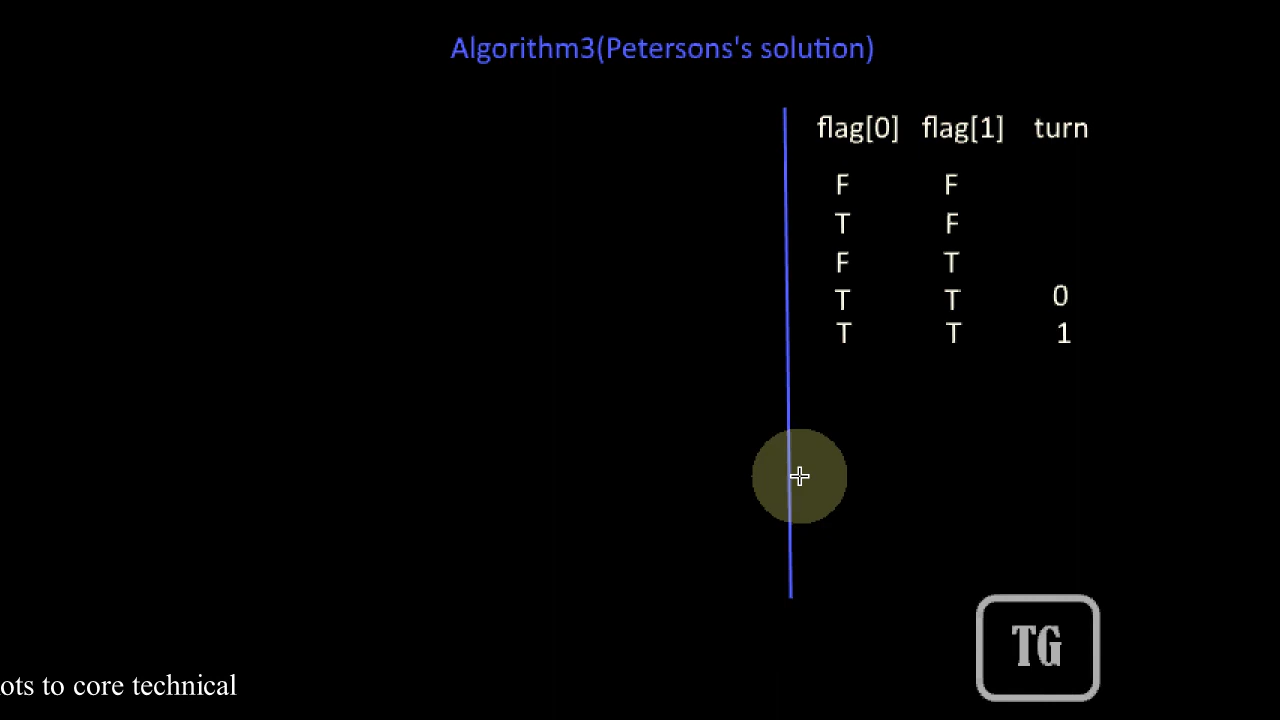 Algorithm3(Petersons's solution)
flag[0] flag[1] turn
F F
T F
F T
T T 0
T T 1
TG
ots to core technical